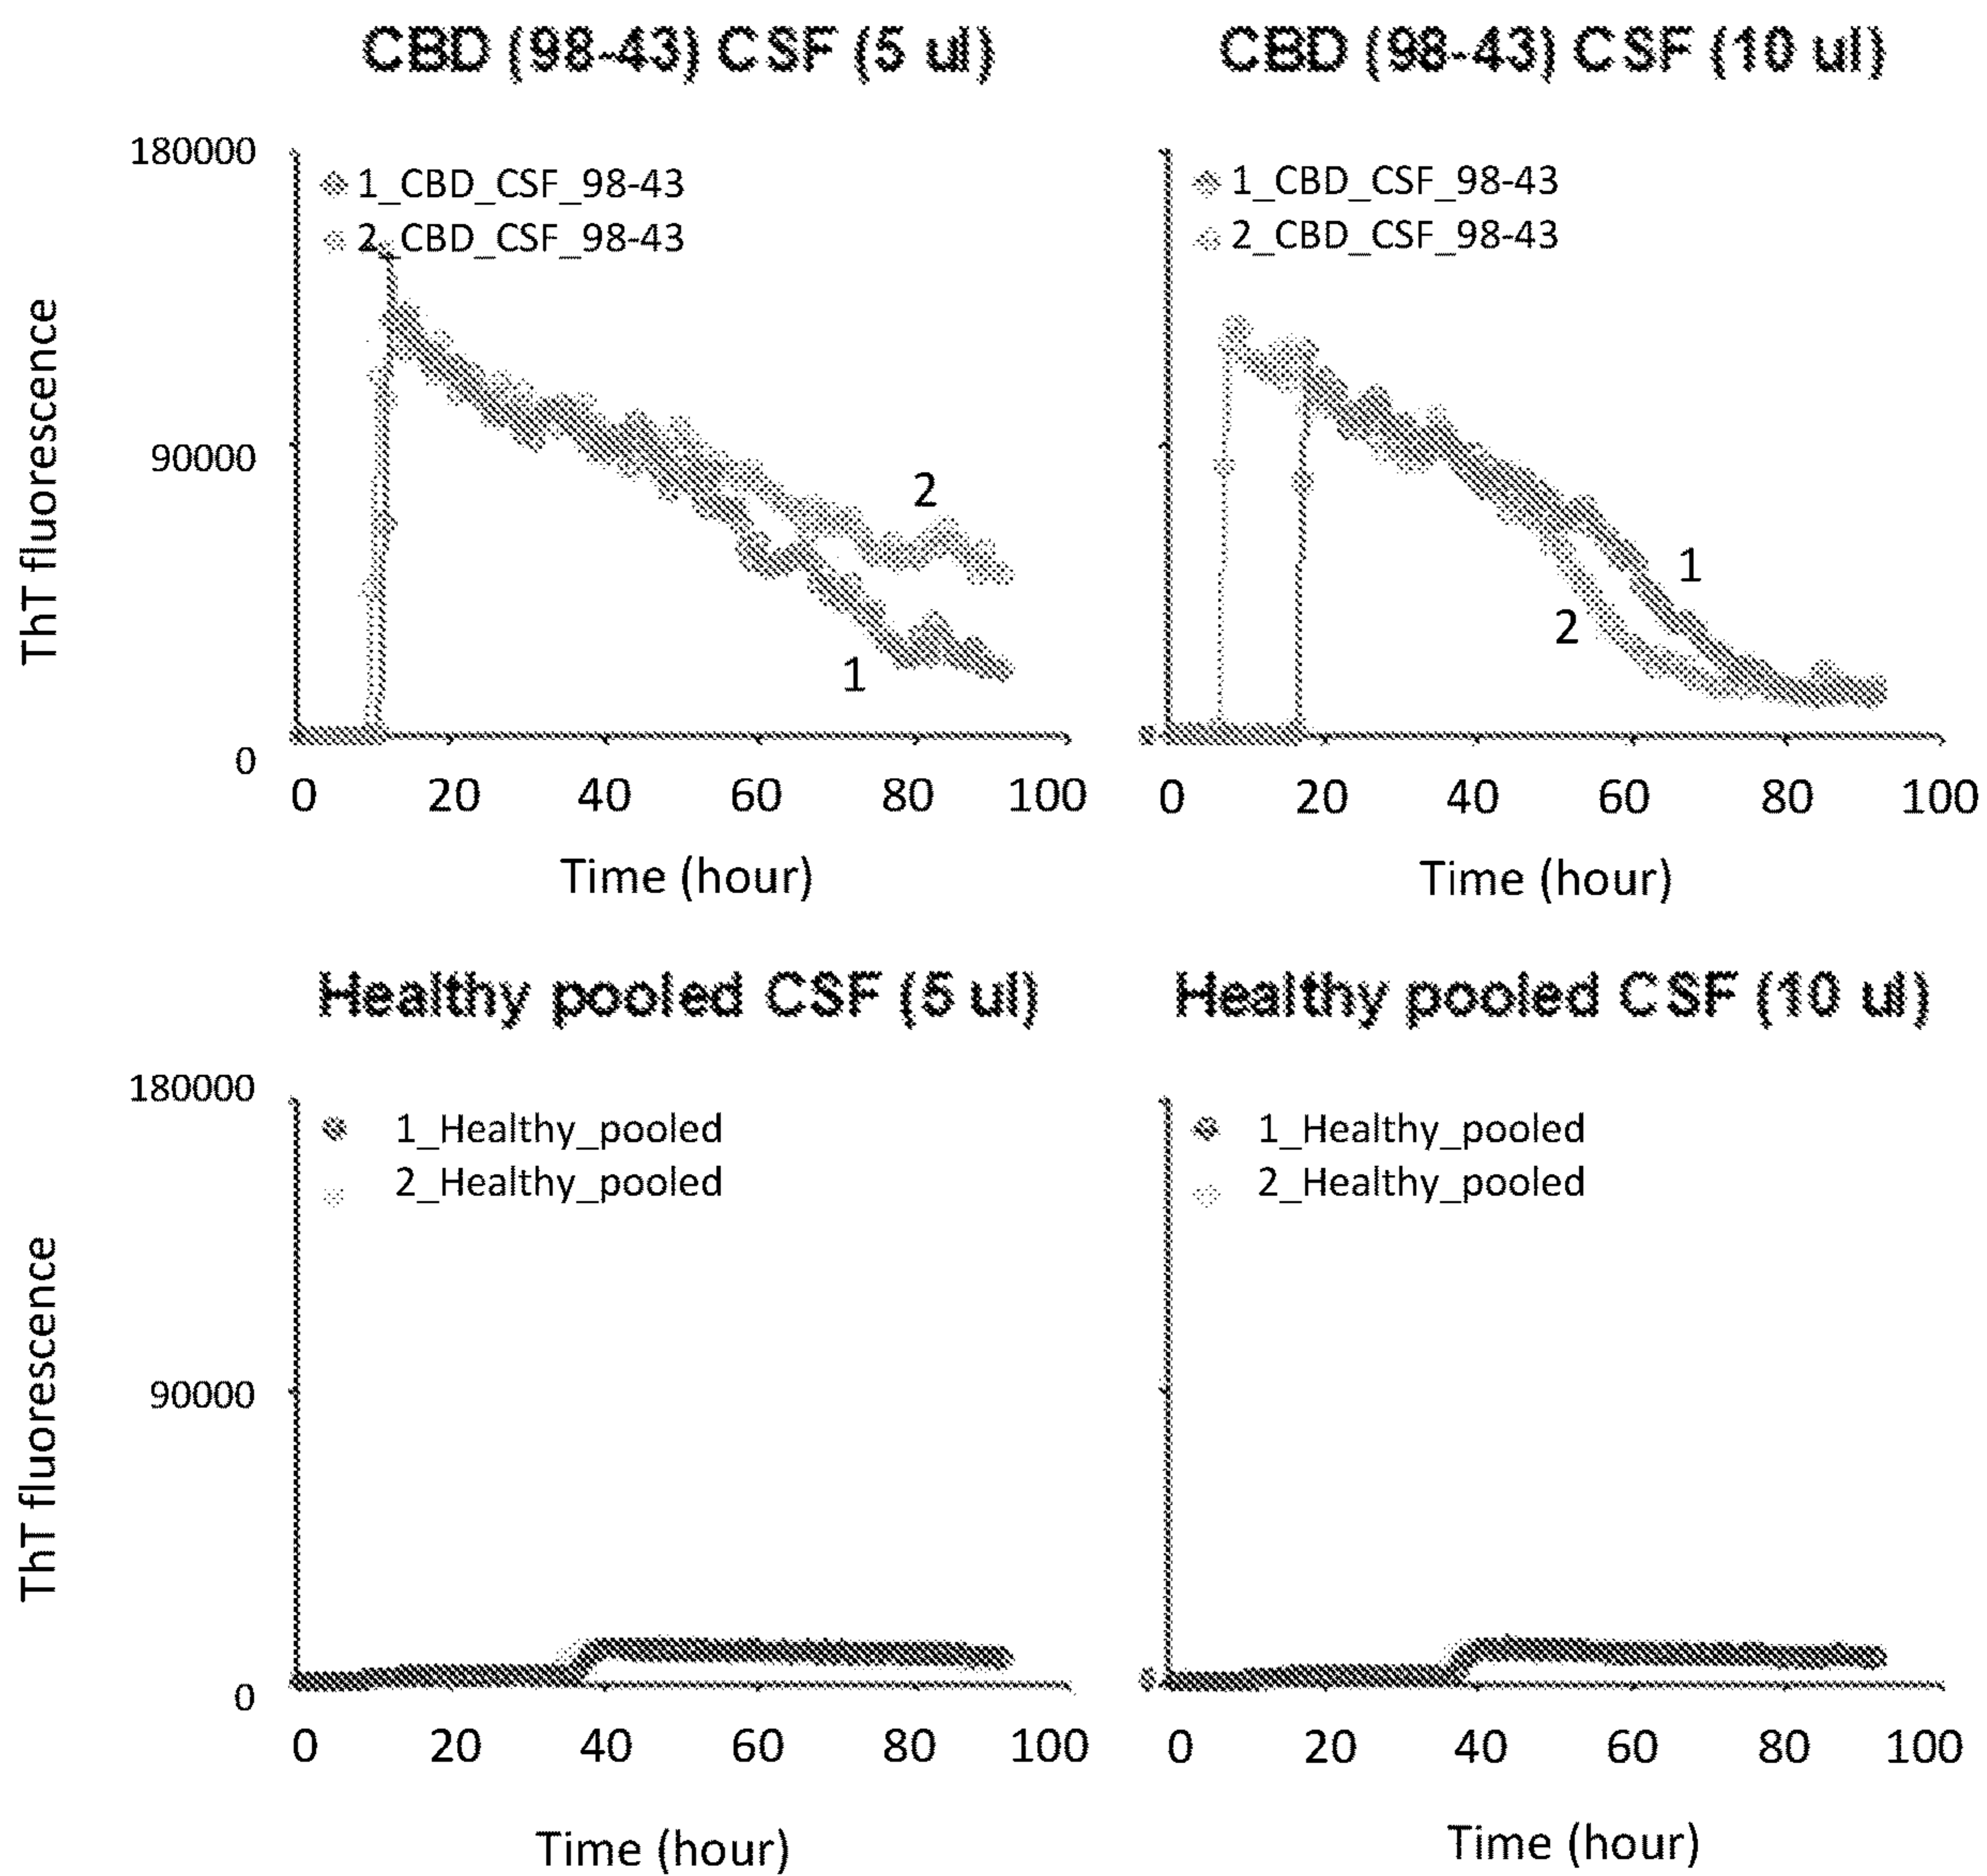 CBD (98-43) CSF (5 ul)
CBD (98-43) CSF (10 ul)
ThT fluorescence
180000
90000
0
1_CBD_CSF_98-43
2_CBD_CSF_98-43
2
1
0 20 40 60 80 100
Time (hour)
1_CBD_CSF_98-43
2_CBD_CSF_98-43
1
2
0 20 40 60 80 100
Time (hour)
Healthy pooled CSF (5 ul)
Healthy pooled CSF (10 ul)
ThT fluorescence
180000
90000
0
1_Healthy_pooled
2_Healthy_pooled
0 20 40 60 80 100
Time (hour)
1_Healthy_pooled
2_Healthy_pooled
0 20 40 60 80 100
Time (hour)